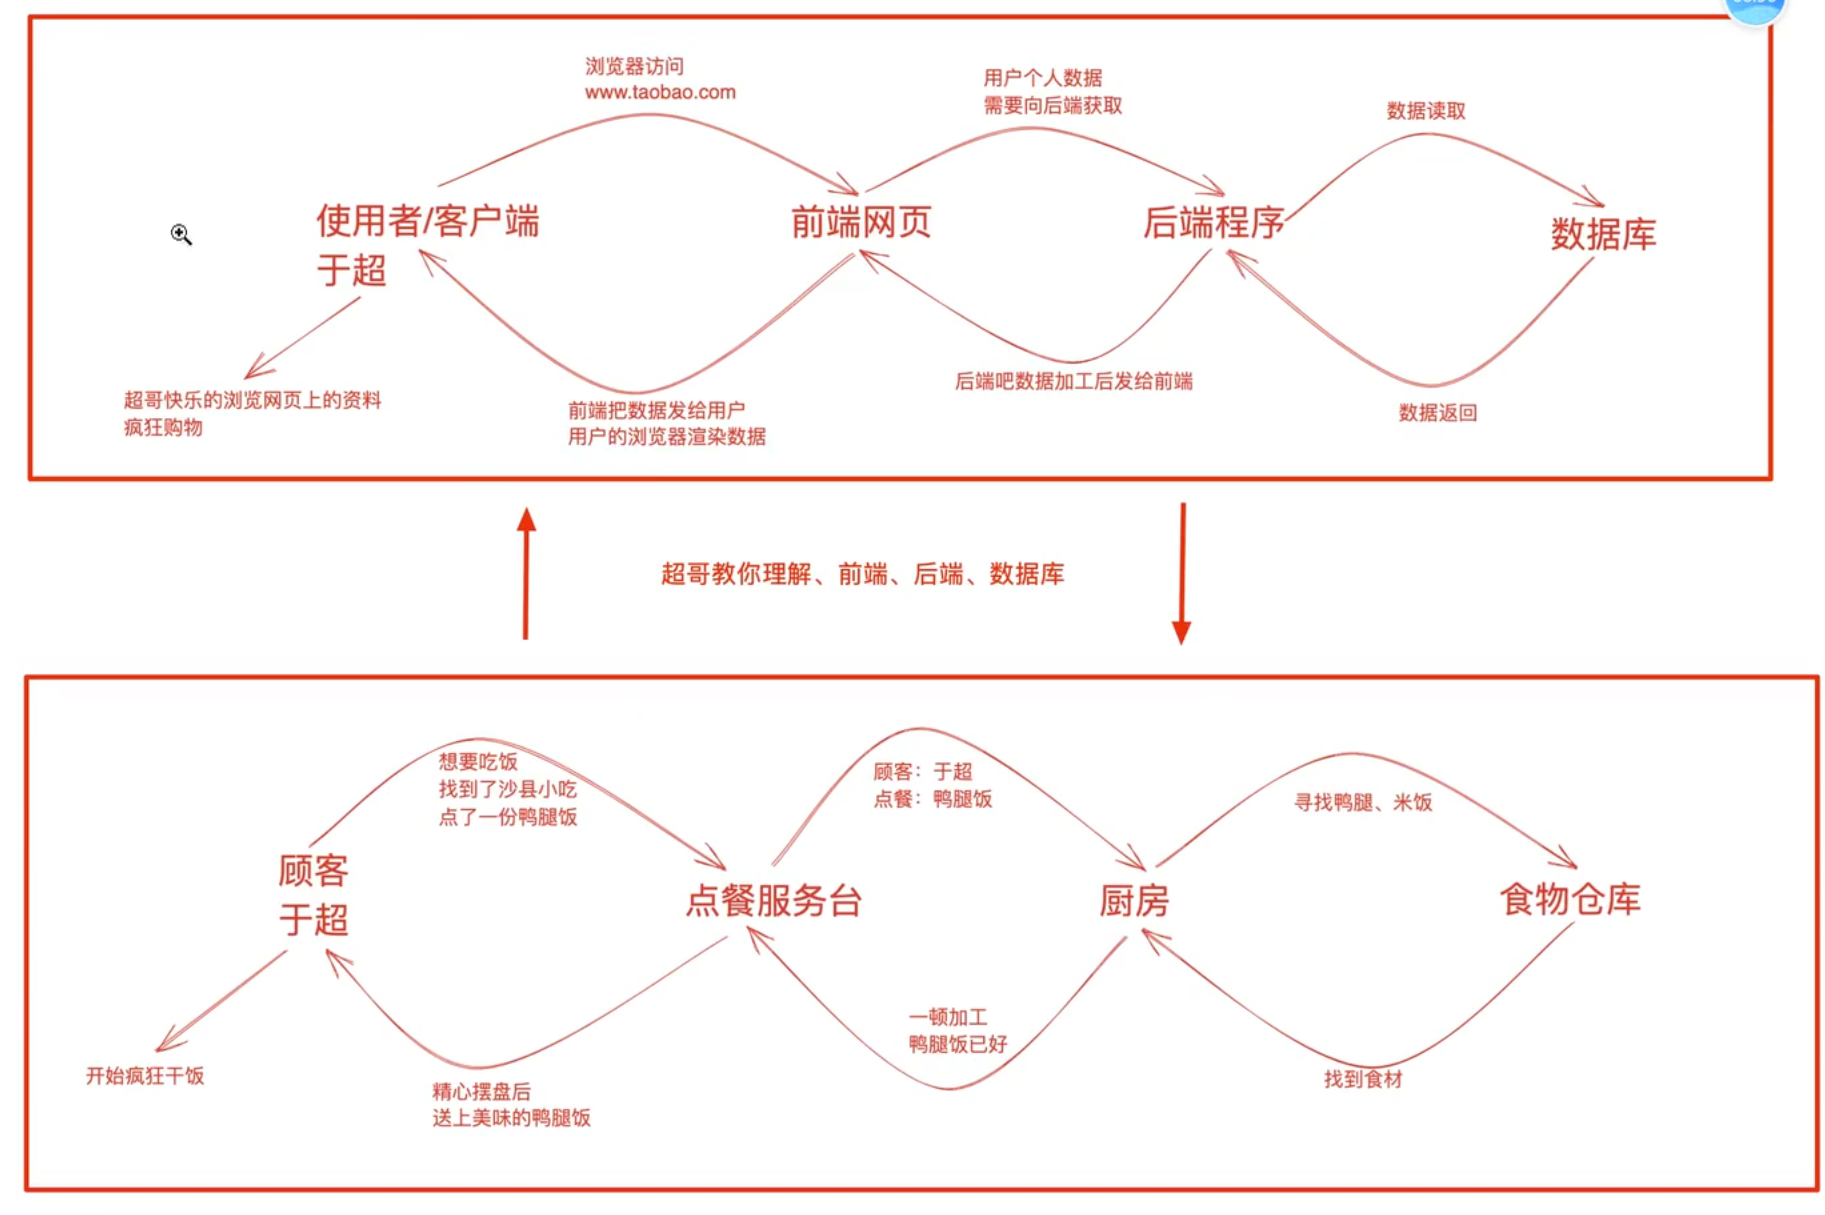 浏览器访问
www.taobao.com
用户个人数据
需要向后端获取
数据读取
使用者/客户端
于超
前端网页
后端程序
数据库
超哥快乐的浏览网页上的资料
疯狂购物
前端把数据发给用户
用户的浏览器渲染数据
后端吧数据加工后发给前端
数据返回
超哥教你理解、前端、后端、数据库
想要吃饭
找到了沙县小吃
点了一份鸭腿饭
顾客：于超
点餐：鸭腿饭
寻找鸭腿、米饭
顾客
于超
点餐服务台
厨房
食物仓库
开始疯狂干饭
精心摆盘后
送上美味的鸭腿饭
一顿加工
鸭腿饭已好
找到食材